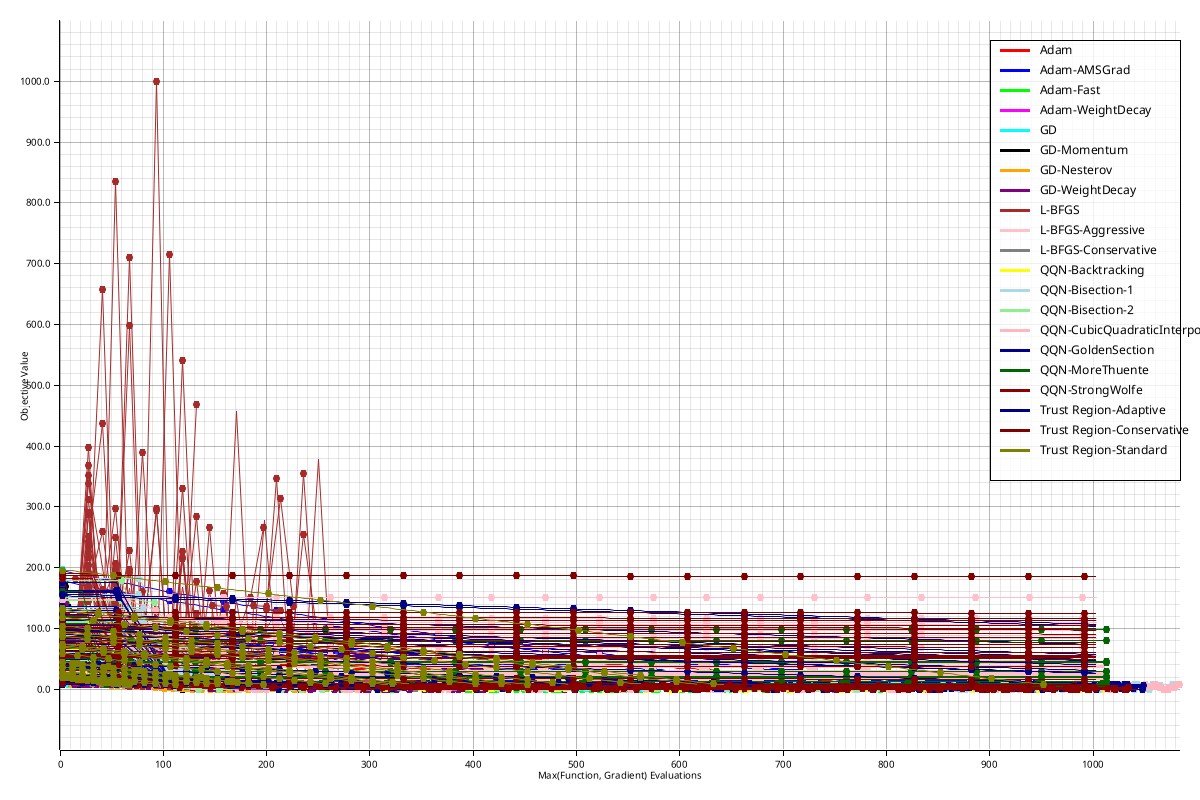 Adam
Adam-AMSGrad
Adam-Fast
Adam-WeightDecay
GD
GD-Momentum
GD-Nesterov
GD-WeightDecay
L-BFGS
L-BFGS-Aggressive
L-BFGS-Conservative
QQN-Backtracking
QQN-Bisection-1
QQN-Bisection-2
QQN-CubicQuadraticInterpo
QQN-GoldenSection
QQN-MoreThuente
QQN-StrongWolfe
Trust Region-Adaptive
Trust Region-Conservative
Trust Region-Standard
1000.0
900.0
800.0
700.0
600.0
500.0
400.0
300.0
200.0
100.0
0.0
Objective Value
0 100 200 300 400 500 600 700 800 900 1000
Max(Function, Gradient) Evaluations